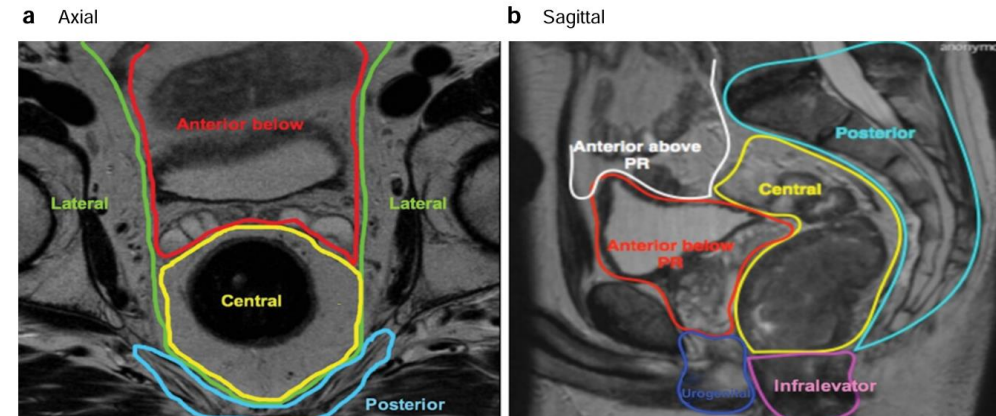 a Axial
b Sagittal
Anterior below
Lateral
Lateral
Central
Posterior
Anterior above
PR
Posterior
Central
Anterior below
PR
Urogenital
Infralevator